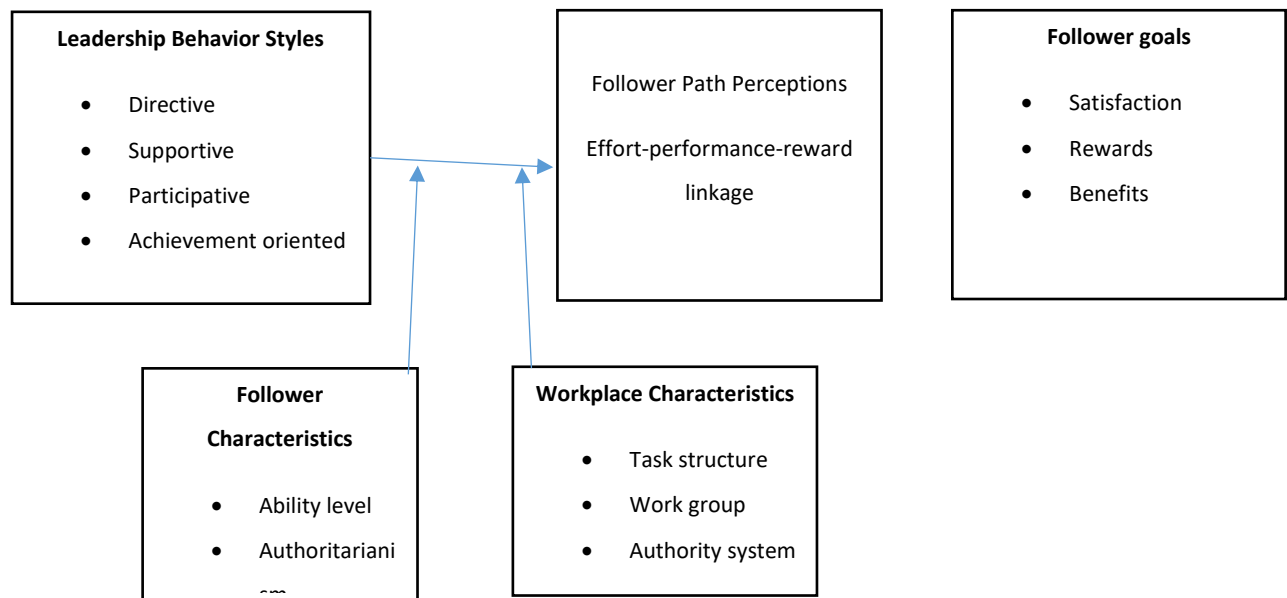 Leadership Behavior Styles
• Directive
• Supportive
• Participative
• Achievement oriented
Follower Path Perceptions
Effort-performance-reward
linkage
Follower goals
• Satisfaction
• Rewards
• Benefits
Follower
Characteristics
• Ability level
• Authoritariani
sm
Workplace Characteristics
• Task structure
• Work group
• Authority system